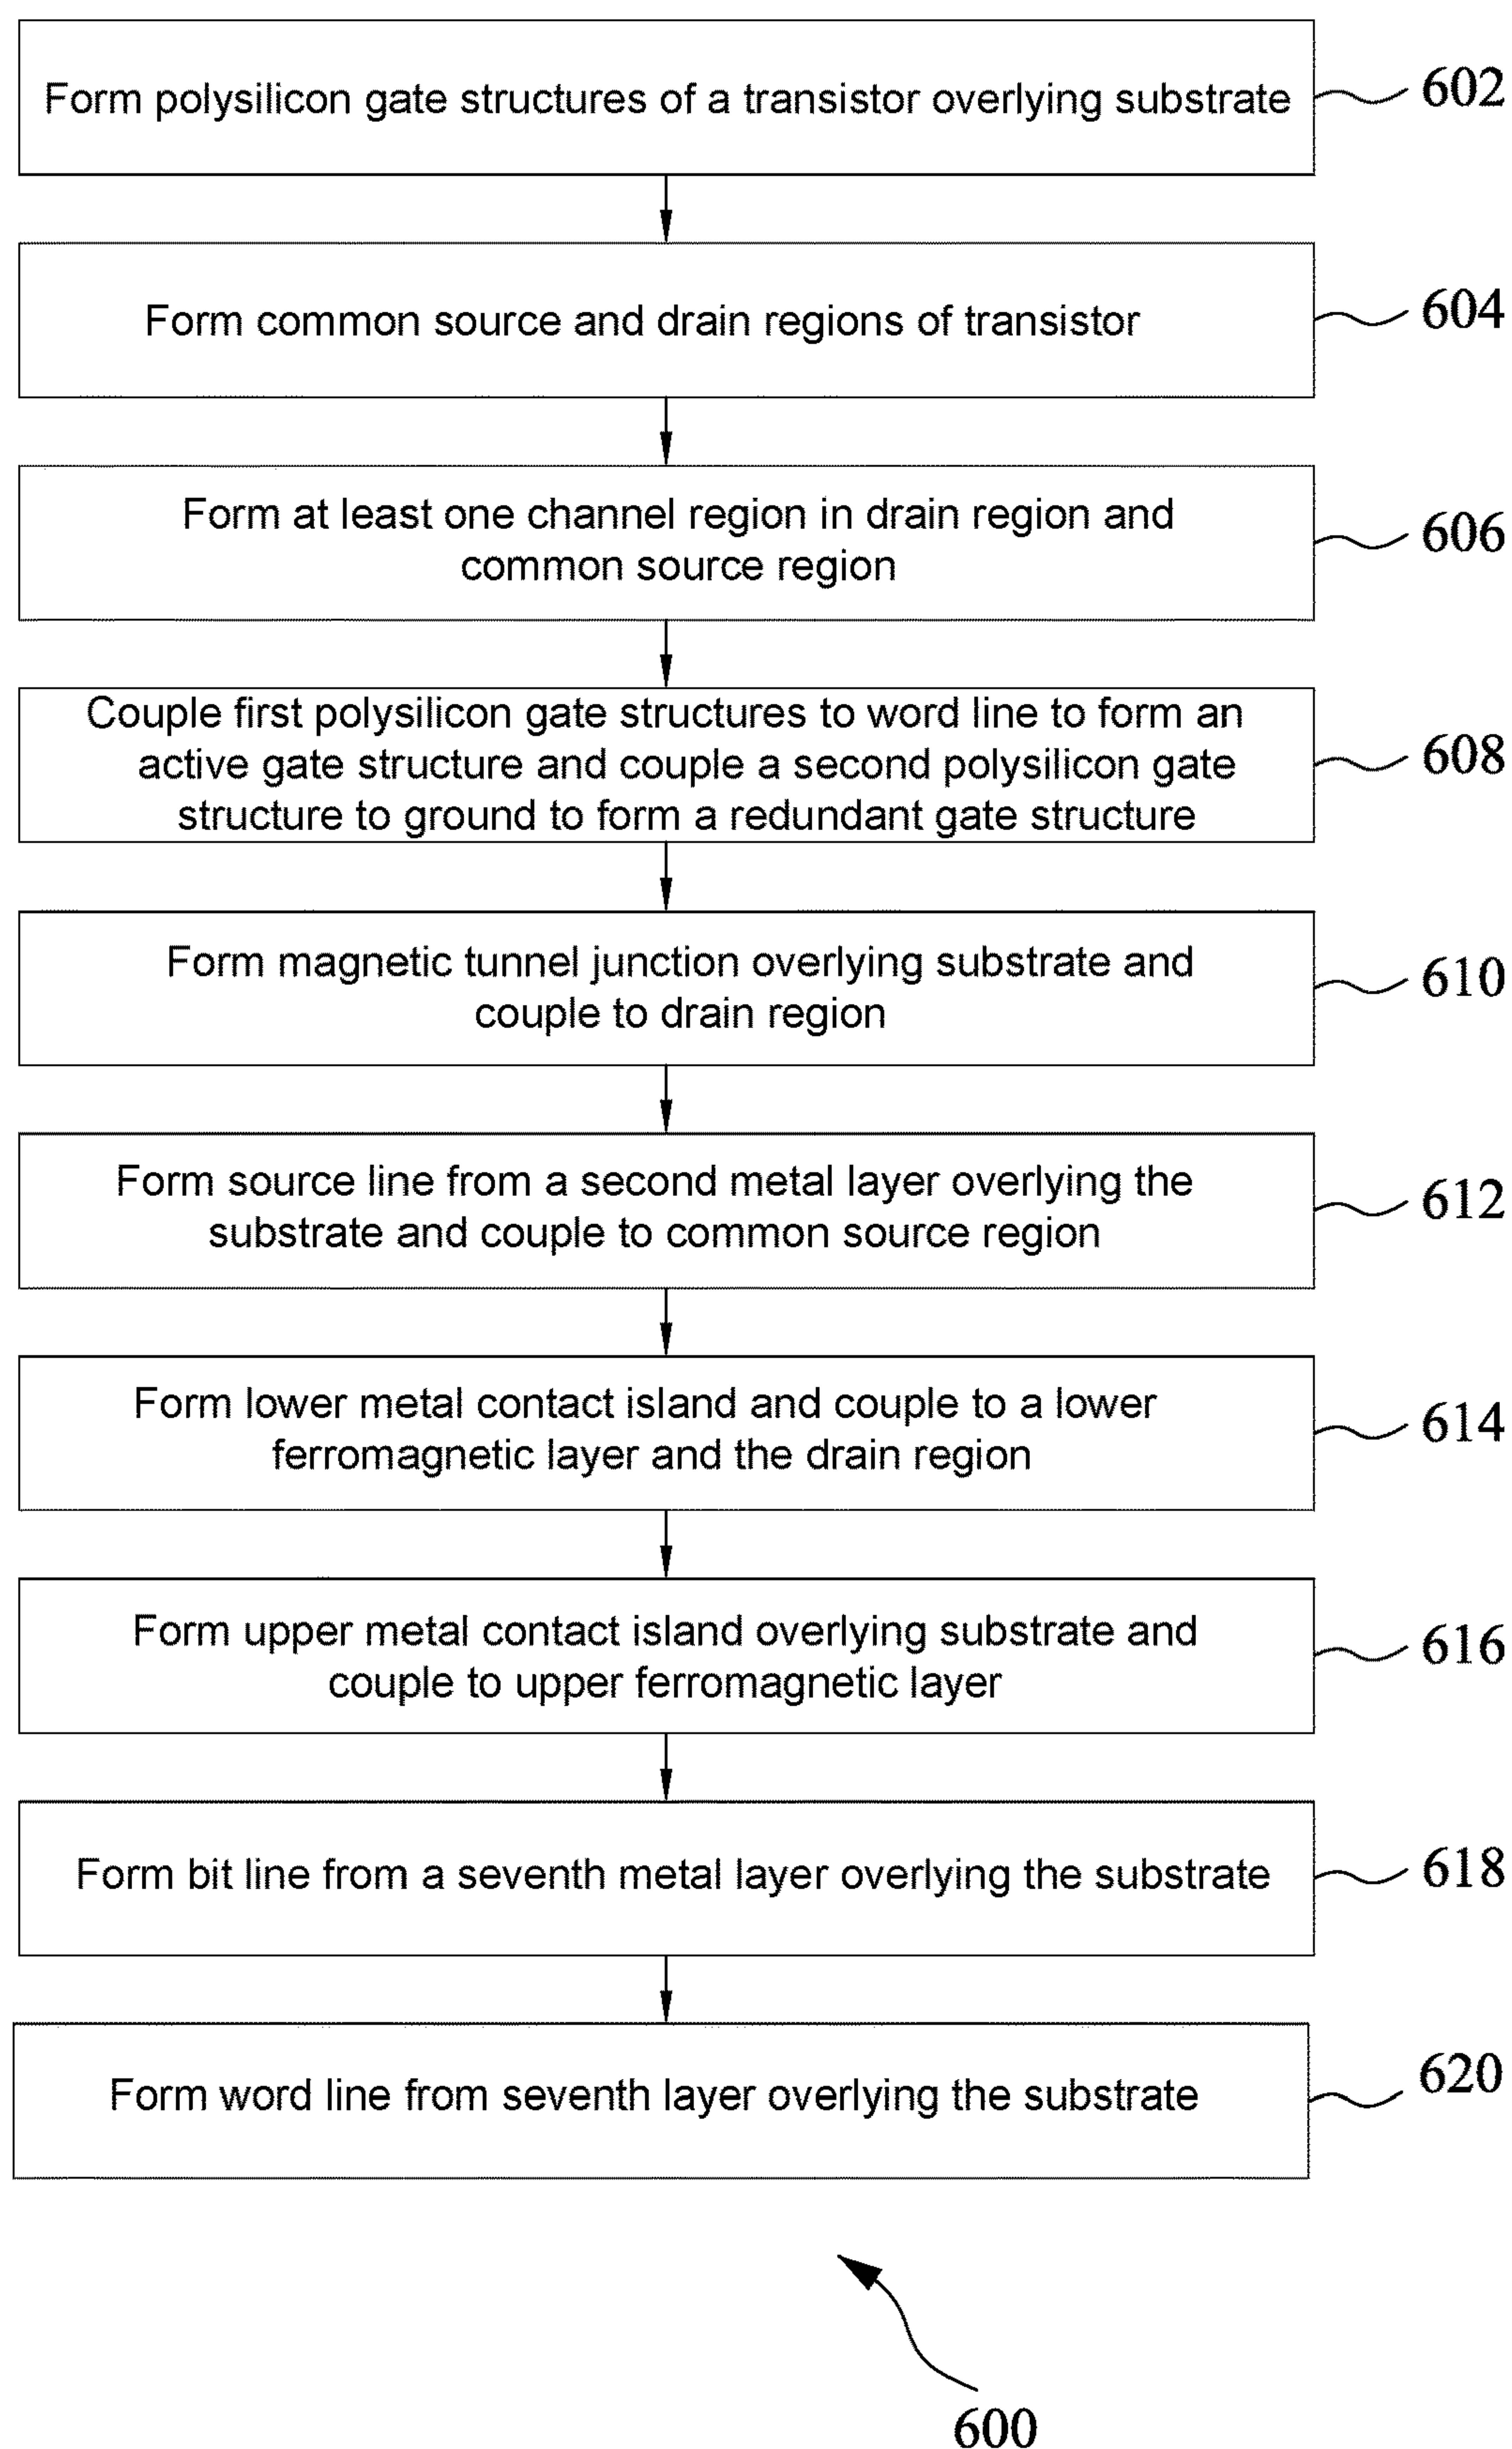 Form polysilicon gate structures of a transistor overlying substrate
602
Form common source and drain regions of transistor
604
Form at least one channel region in drain region and
common source region
606
Couple first polysilicon gate structures to word line to form an
active gate structure and couple a second polysilicon gate
structure to ground to form a redundant gate structure
608
Form magnetic tunnel junction overlying substrate and
couple to drain region
610
Form source line from a second metal layer overlying the
substrate and couple to common source region
612
Form lower metal contact island and couple to a lower
ferromagnetic layer and the drain region
614
Form upper metal contact island overlying substrate and
couple to upper ferromagnetic layer
616
Form bit line from a seventh metal layer overlying the substrate
618
Form word line from seventh layer overlying the substrate
620
600